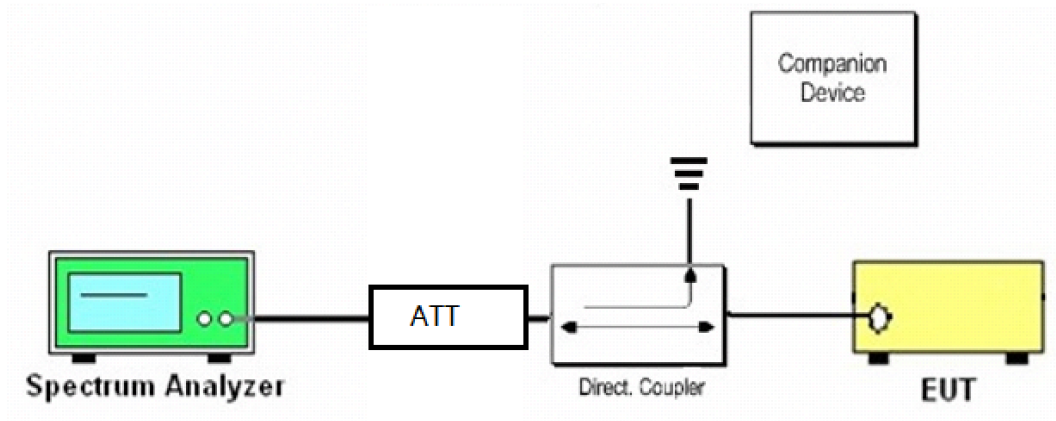 Companion
Device
ATT
Spectrum Analyzer
Direct. Coupler
EUT